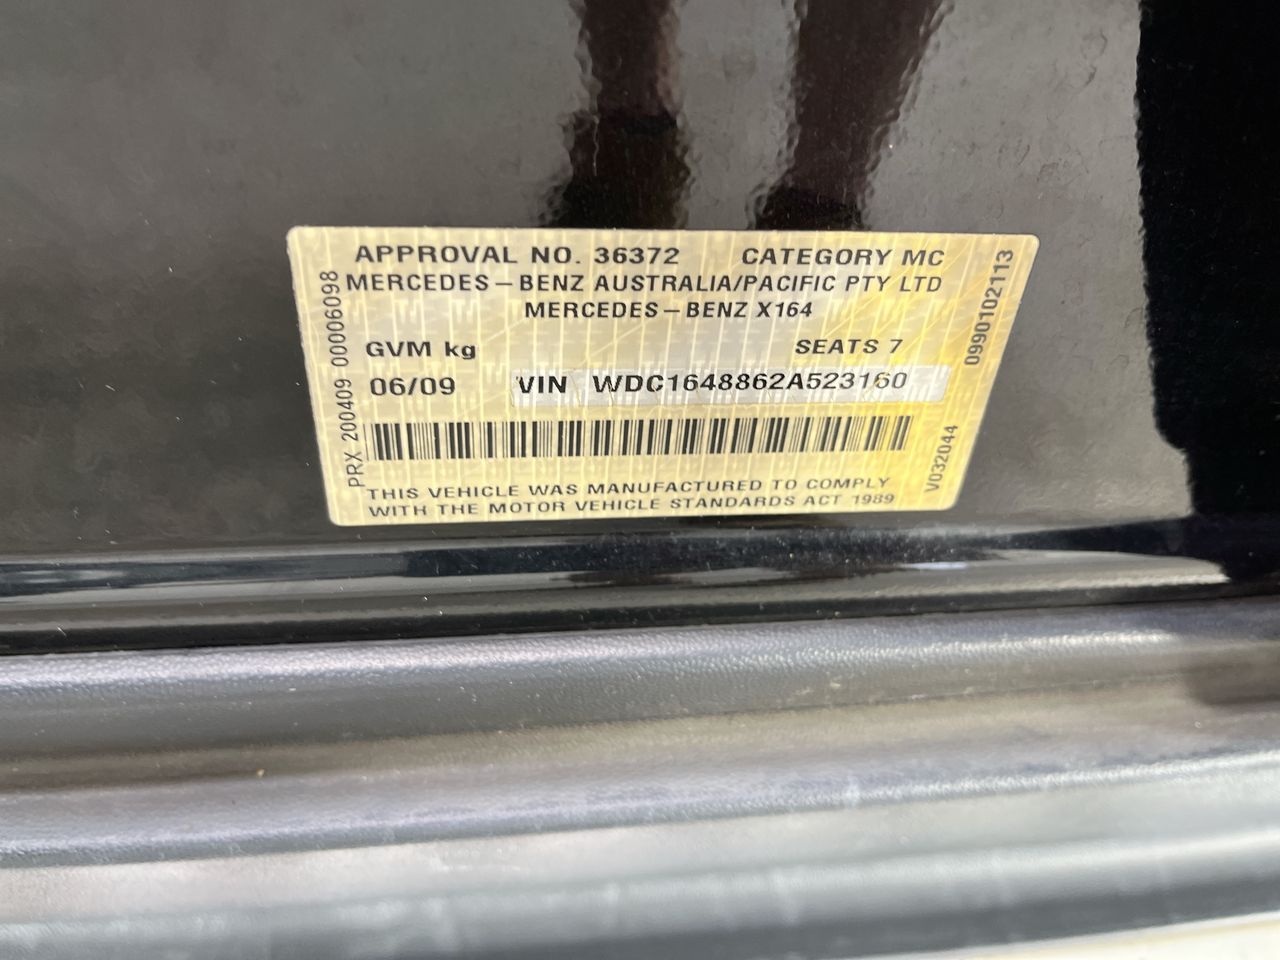 APPROVAL NO. 36372 CATEGORY MC
MERCEDES-BENZ AUSTRALIA/PACIFIC PTY LTD
MERCEDES-BENZ X164
GVM kg SEATS 7
06/09 VIN WDC1648862A523160
THIS VEHICLE WAS MANUFACTURED TO COMPLY
WITH THE MOTOR VEHICLE STANDARDS ACT 1989
PRX 200409 00006098
0990102113
V032044